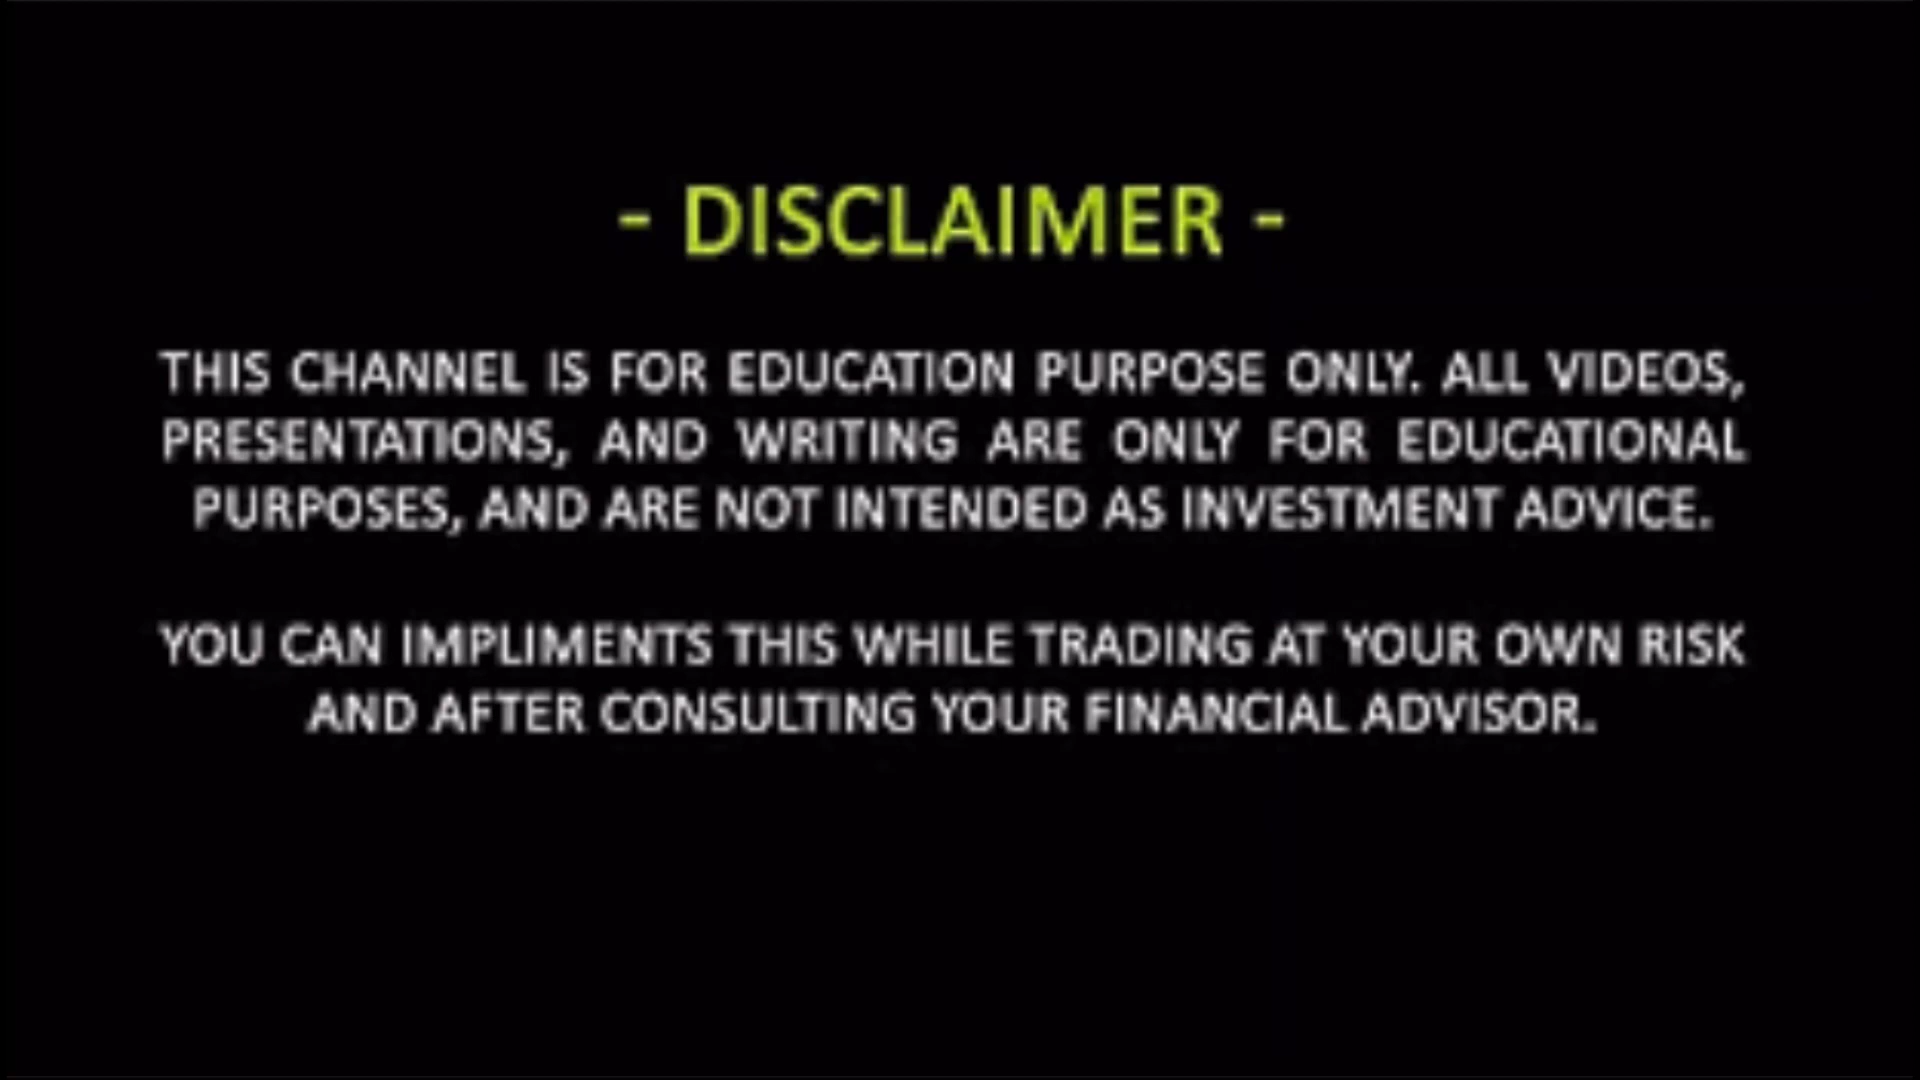 - DISCLAIMER -
THIS CHANNEL IS FOR EDUCATION PURPOSE ONLY. ALL VIDEOS,
PRESENTATIONS, AND WRITING ARE ONLY FOR EDUCATIONAL
PURPOSES, AND ARE NOT INTENDED AS INVESTMENT ADVICE.
YOU CAN IMPLIMENTS THIS WHILE TRADING AT YOUR OWN RISK
AND AFTER CONSULTING YOUR FINANCIAL ADVISOR.